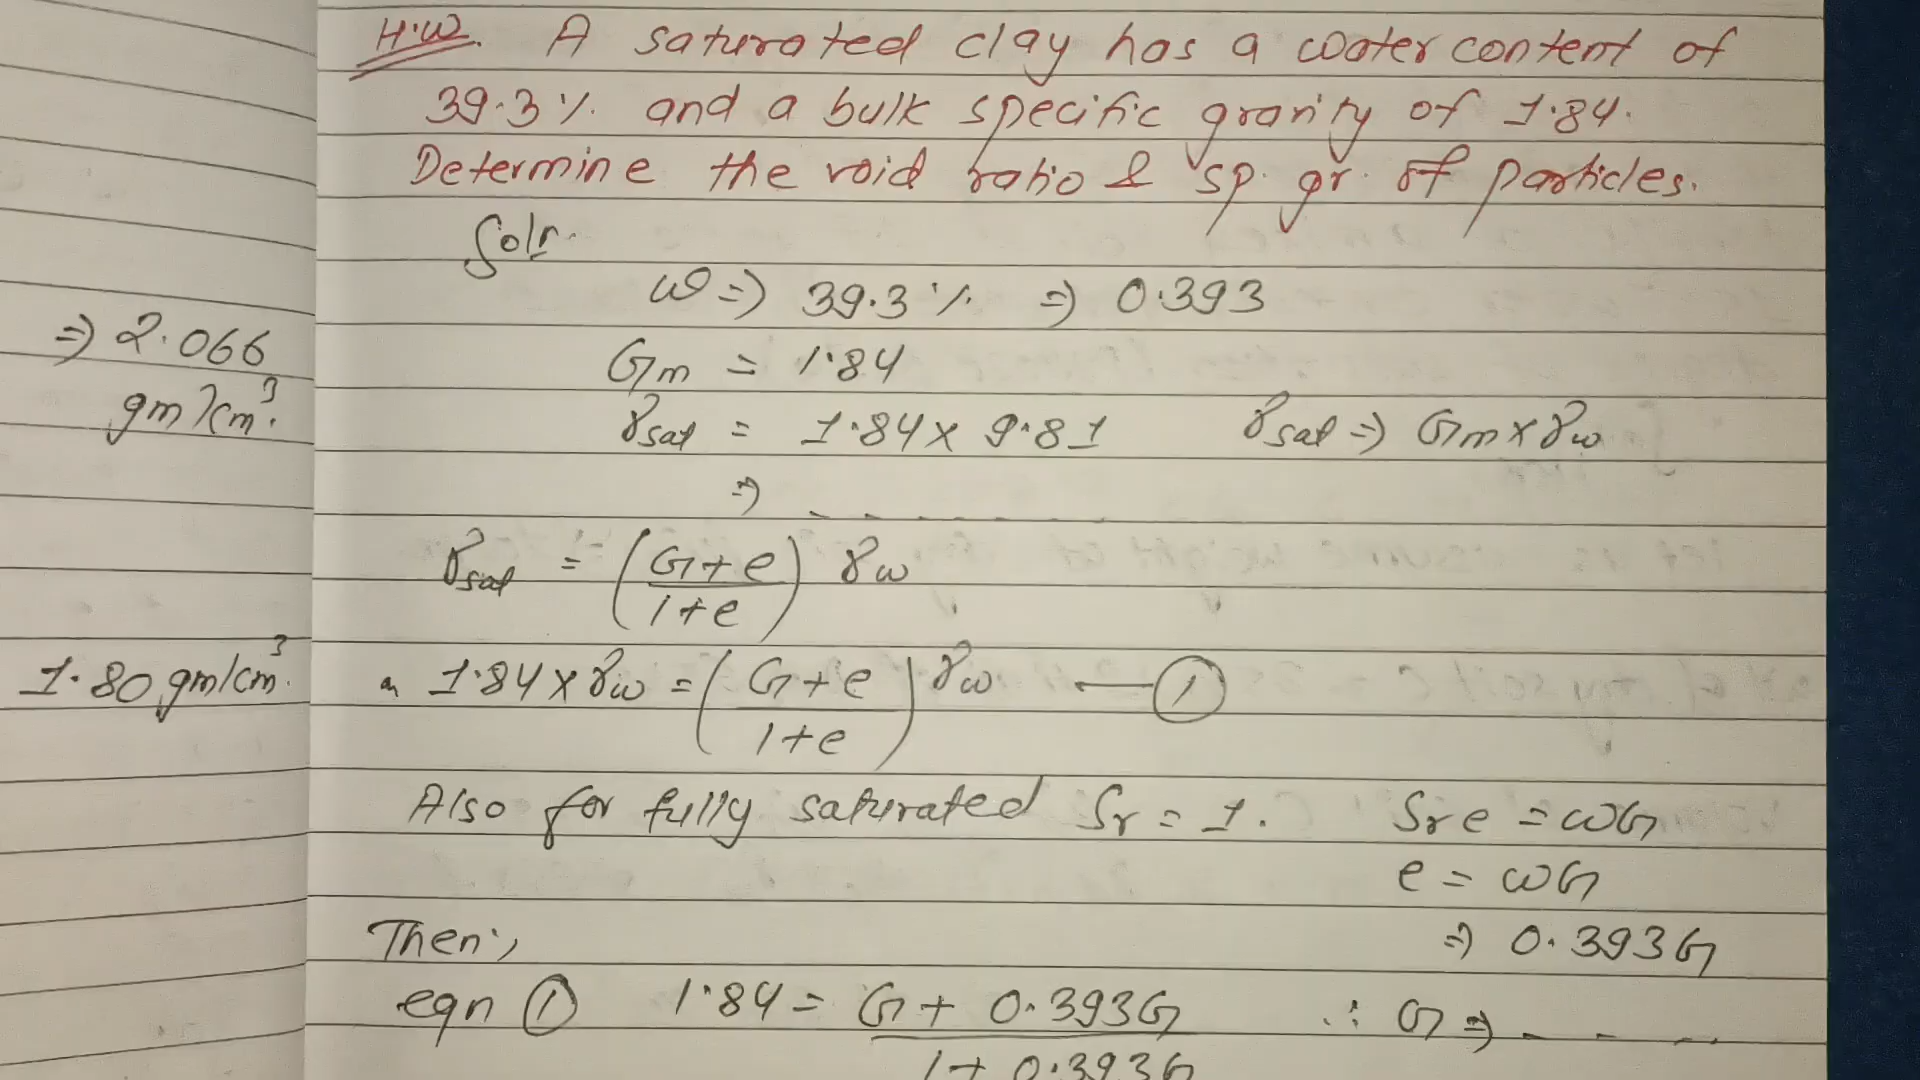 H.W. A saturated clay has a water content of
39.3 %. and a bulk specific gravity of 1.84.
Determine the void ratio & sp. gr. of particles.
Soln.
w => 39.3 % => 0.393
Gm = 1.84
γsat = 1.84 × 9.81 γsat => Gm × γw
=> - - - - - -
γsat = (G+e / 1+e) γw
or 1.84 × γw = (G+e / 1+e) γw — ①
Also for fully saturated Sr = 1. Sr e = wG
e = wG
=> 0.393G
Then,
eqn ① 1.84 = G + 0.393G / 1 + 0.393G ∴ G => - - - -
=> 2.066
gm/cm³.
1.80 gm/cm³.